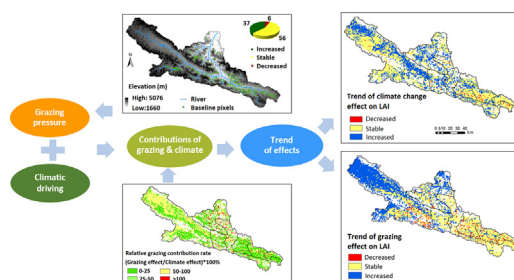 37
6
56
Increased
Stable
Decreased
N
Elevation (m)
High: 5076
Low:1660
River
Baseline pixels
Grazing
pressure
Climatic
driving
Contributions of
grazing & climate
Trend
of effects
Relative grazing contribution rate
(Grazing effect/Climate effect)*100%
0-25
50-100
25-50
>100
Trend of climate change
effect on LAI
Decreased
Stable
Increased
Trend of grazing
effect on LAI
Decreased
Stable
Increased